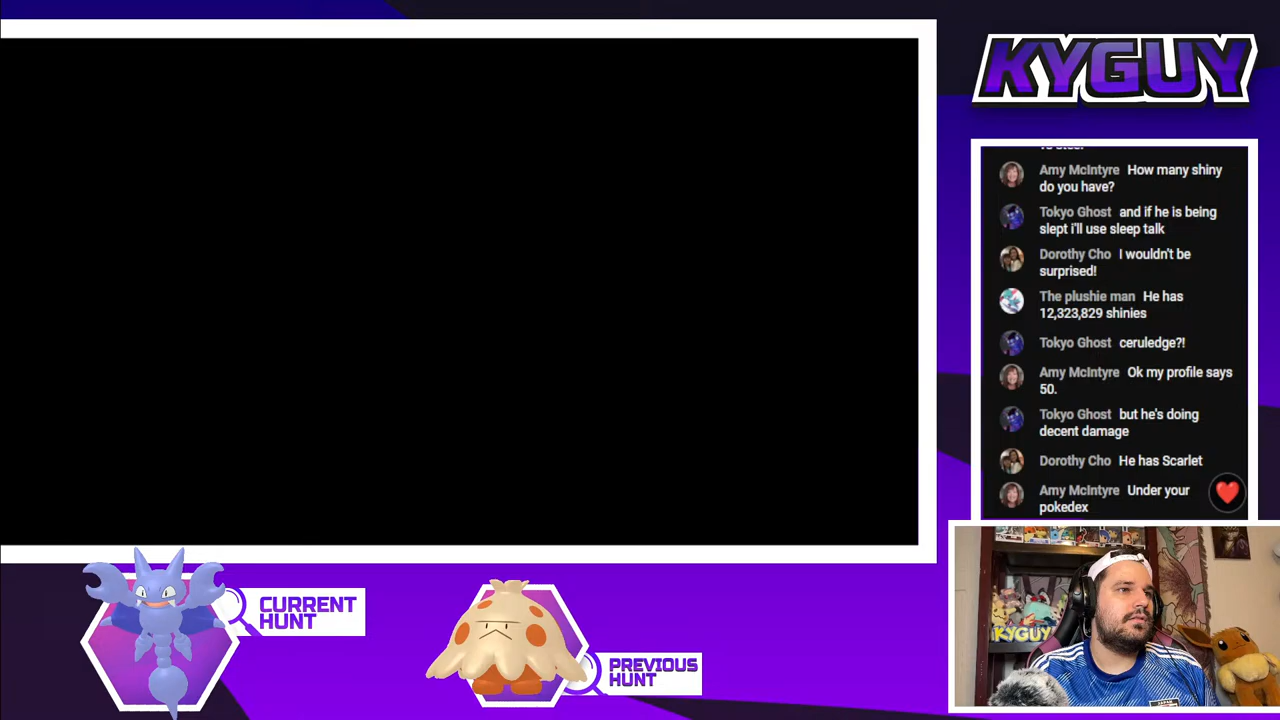 KYGUY
Amy McIntyre How many shiny
do you have?
Tokyo Ghost and if he is being
slept i'll use sleep talk
Dorothy Cho I wouldn't be
surprised!
The plushie man He has
12,323,829 shinies
Tokyo Ghost ceruledge?!
Amy McIntyre Ok my profile says
50.
Tokyo Ghost but he's doing
decent damage
Dorothy Cho He has Scarlet
Amy McIntyre Under your
pokedex
CURRENT
HUNT
PREVIOUS
HUNT
KYGUY